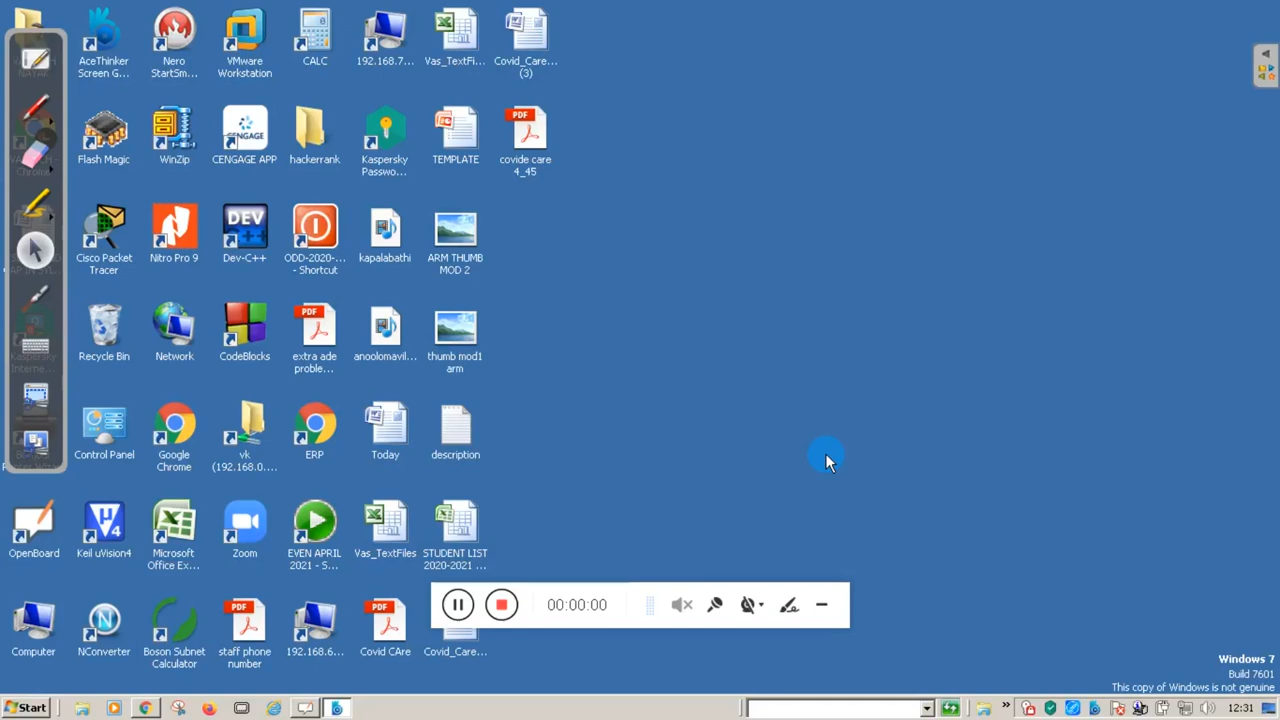 AceThinker
Screen G...
Nero
StartSm...
VMware
Workstation
CALC
192.168.7...
Vas_TextFi...
Covid_Care...
(3)
Flash Magic
WinZip
CENGAGE
CENGAGE APP
hackerrank
Kaspersky
Passwo...
TEMPLATE
PDF
covide care
4_45
Cisco Packet
Tracer
Nitro Pro 9
DEV
Dev-C++
ODD-2020-...
- Shortcut
kapalabathi
ARM THUMB
MOD 2
Recycle Bin
Network
CodeBlocks
PDF
extra ade
proble...
anoolomavil...
thumb mod1
arm
Control Panel
Google
Chrome
vk
(192.168.0....
ERP
Today
description
OpenBoard
Keil uVision4
Microsoft
Office Ex...
Zoom
EVEN APRIL
2021 - S...
Vas_TextFiles
STUDENT LIST
2020-2021 ...
00:00:00
Computer
NConverter
Boson Subnet
Calculator
PDF
staff phone
number
192.168.6...
PDF
Covid CAre
Covid_Care...
Windows 7
Build 7601
This copy of Windows is not genuine
Start
12:31